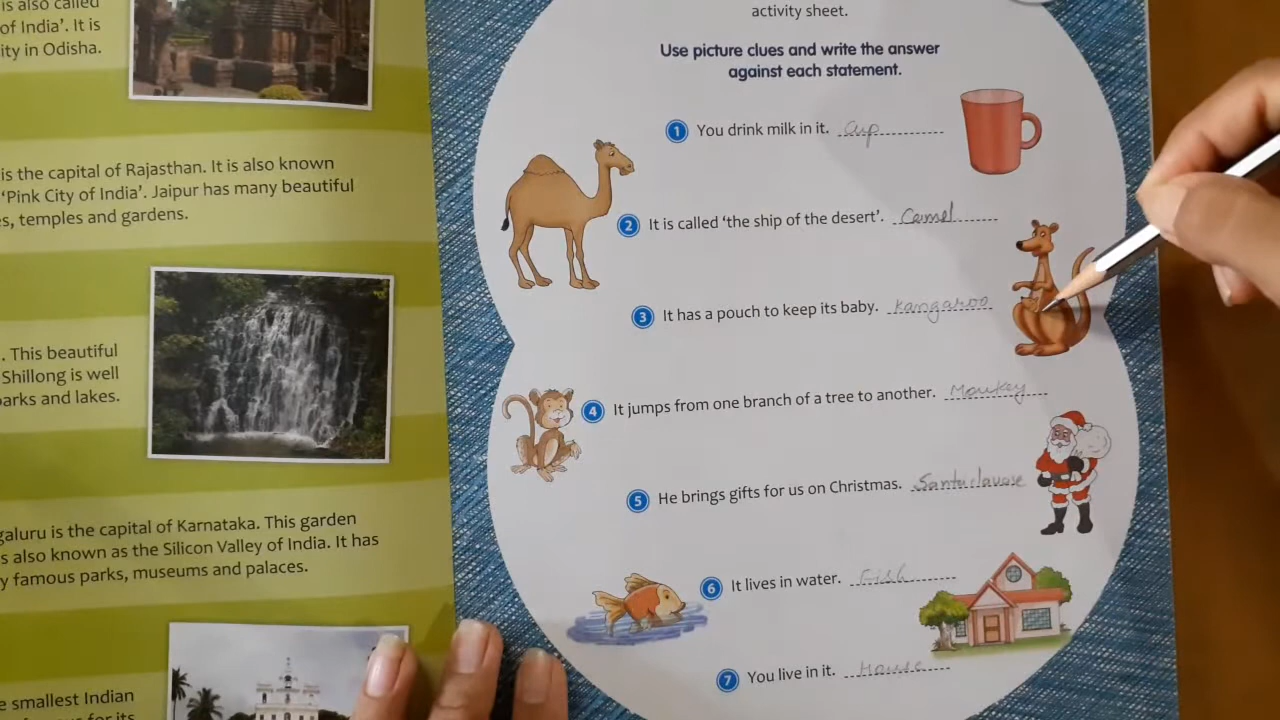 is also called
of India'. It is
ity in Odisha.
is the capital of Rajasthan. It is also known
'Pink City of India'. Jaipur has many beautiful
s, temples and gardens.
. This beautiful
Shillong is well
parks and lakes.
galuru is the capital of Karnataka. This garden
s also known as the Silicon Valley of India. It has
y famous parks, museums and palaces.
e smallest Indian
activity sheet.
Use picture clues and write the answer
against each statement.
1 You drink milk in it. Cup
2 It is called 'the ship of the desert'. Camel
3 It has a pouch to keep its baby. Kangaroo
4 It jumps from one branch of a tree to another. Monkey
5 He brings gifts for us on Christmas.
6 It lives in water. Fish
7 You live in it. House